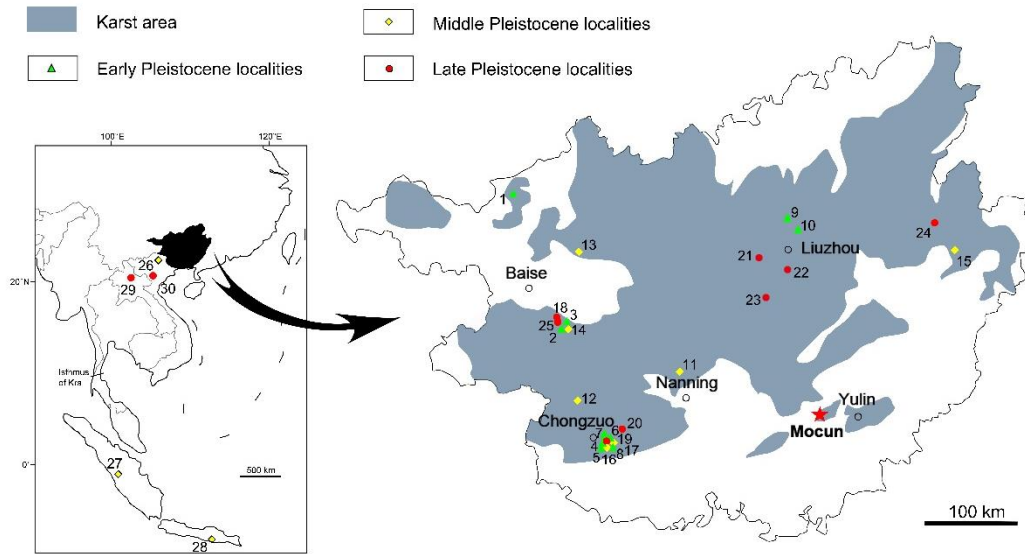 Karst area
Middle Pleistocene localities
Early Pleistocene localities
Late Pleistocene localities
100°E
120°E
20°N
0°
26
29
30
Isthmus
of Kra
500 km
27
28
1
13
Baise
18
3
25
14
2
12
11
Nanning
Chongzuo
7
6
20
4
19
5
8
17
16
9
10
Liuzhou
21
22
23
24
15
Yulin
Mocun
100 km